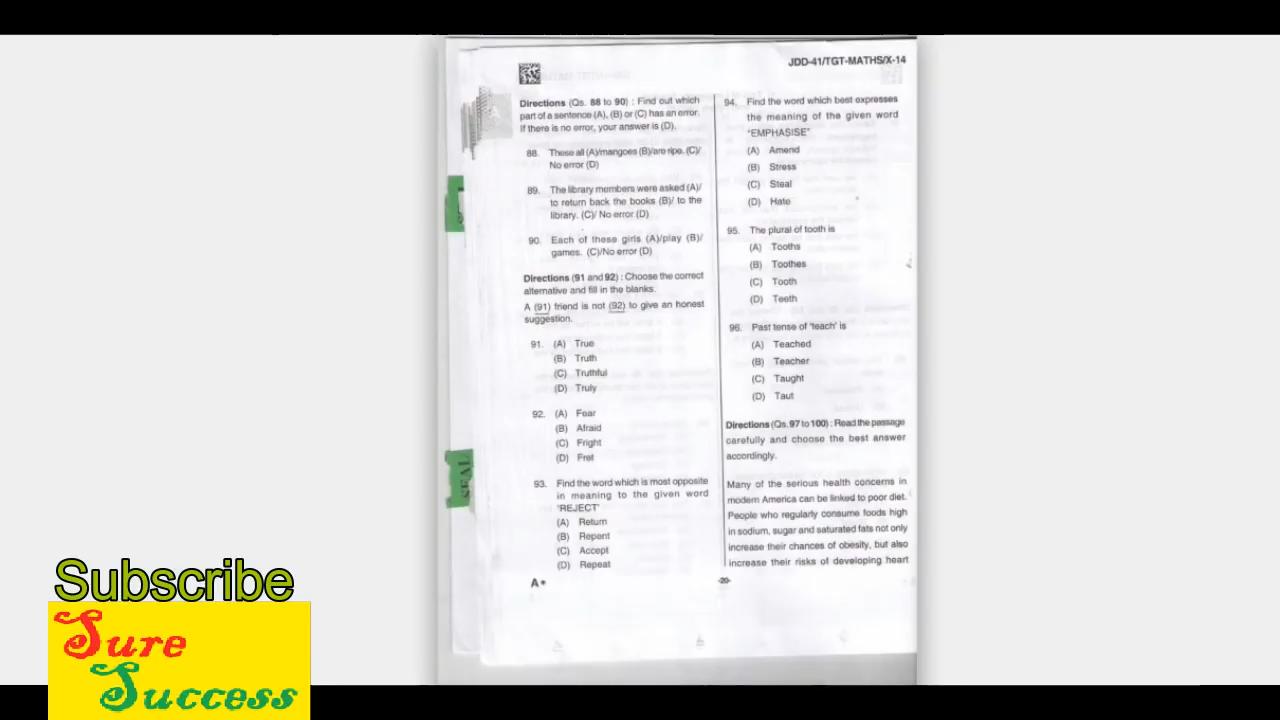 JDD-41/TGT-MATHS/X-14
Directions (Qs. 88 to 90) : Find out which
part of a sentence (A), (B) or (C) has an error.
If there is no error, your answer is (D).
88. These all (A)/mangoes (B)/are ripe. (C)/
No error (D)
89. The library members were asked (A)/
to return back the books (B)/ to the
library. (C)/ No error (D)
90. Each of these girls (A)/play (B)/
games. (C)/No error (D)
Directions (91 and 92) : Choose the correct
alternative and fill in the blanks.
A (91) friend is not (92) to give an honest
suggestion.
91. (A) True
(B) Truth
(C) Truthful
(D) Truly
92. (A) Fear
(B) Afraid
(C) Fright
(D) Fret
93. Find the word which is most opposite
in meaning to the given word
'REJECT'
(A) Return
(B) Repent
(C) Accept
(D) Repeat
94. Find the word which best expresses
the meaning of the given word
"EMPHASISE"
(A) Amend
(B) Stress
(C) Steal
(D) Hate
95. The plural of tooth is
(A) Tooths
(B) Toothes
(C) Tooth
(D) Teeth
96. Past tense of 'teach' is
(A) Teached
(B) Teacher
(C) Taught
(D) Taut
Directions (Qs. 97 to 100) : Read the passage
carefully and choose the best answer
accordingly.
Many of the serious health concerns in
modern America can be linked to poor diet.
People who regularly consume foods high
in sodium, sugar and saturated fats not only
increase their chances of obesity, but also
increase their risks of developing heart
A*
-20-
SEAL
Subscribe
Sure
Success